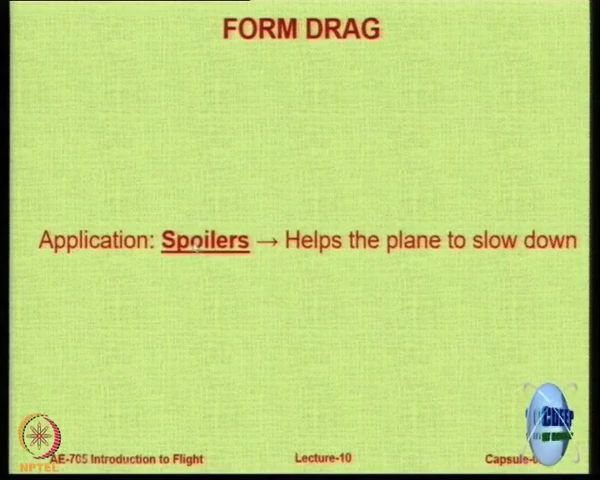 FORM DRAG
Application: Spoilers → Helps the plane to slow down
NPTEL
AE-705 Introduction to Flight
Lecture-10